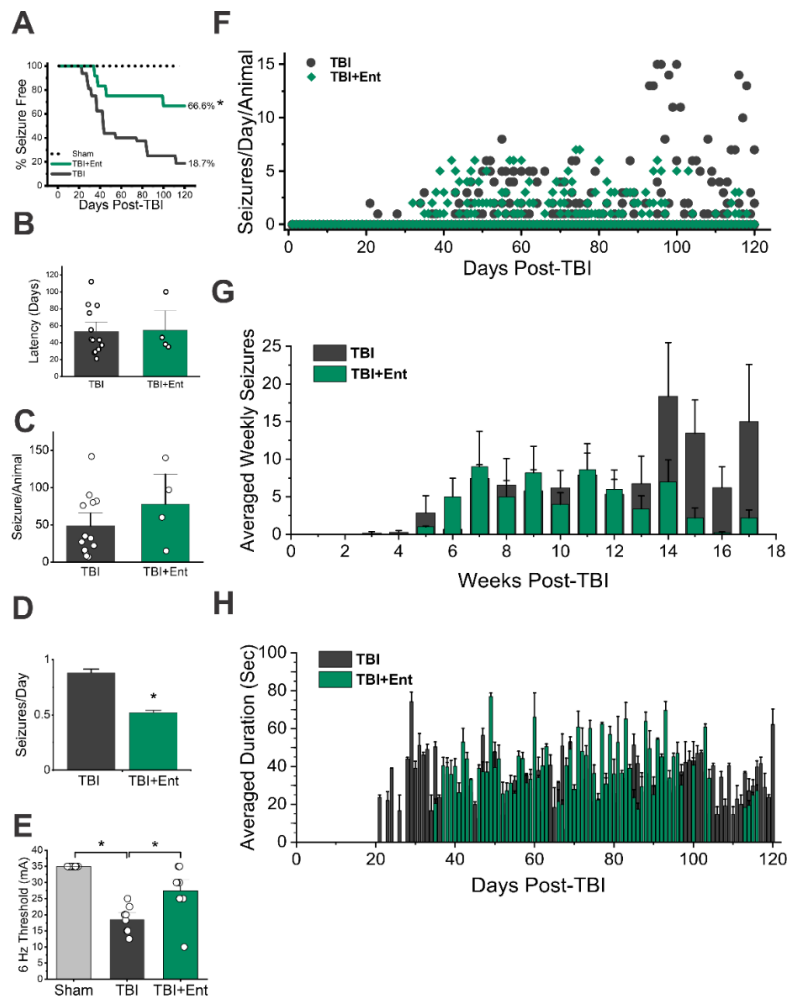 A
% Seizure Free
100
80
60
40
20
0
66.6% *
18.7%
Sham
TBI+Ent
TBI
0 20 40 60 80 100 120
Days Post-TBI
B
Latency (Days)
120
100
80
60
40
20
0
TBI TBI+Ent
C
Seizure/Animal
150
100
50
0
TBI TBI+Ent
D
Seizures/Day
1
0.5
0
*
TBI TBI+Ent
E
6 Hz Threshold (mA)
40
35
30
25
20
15
10
5
0
* *
Sham TBI TBI+Ent
F
Seizures/Day/Animal
15
10
5
0
TBI
TBI+Ent
0 20 40 60 80 100 120
Days Post-TBI
G
Averaged Weekly Seizures
25
20
15
10
5
0
TBI
TBI+Ent
0 2 4 6 8 10 12 14 16 18
Weeks Post-TBI
H
Averaged Duration (Sec)
100
80
60
40
20
0
TBI
TBI+Ent
20 40 60 80 100 120
Days Post-TBI